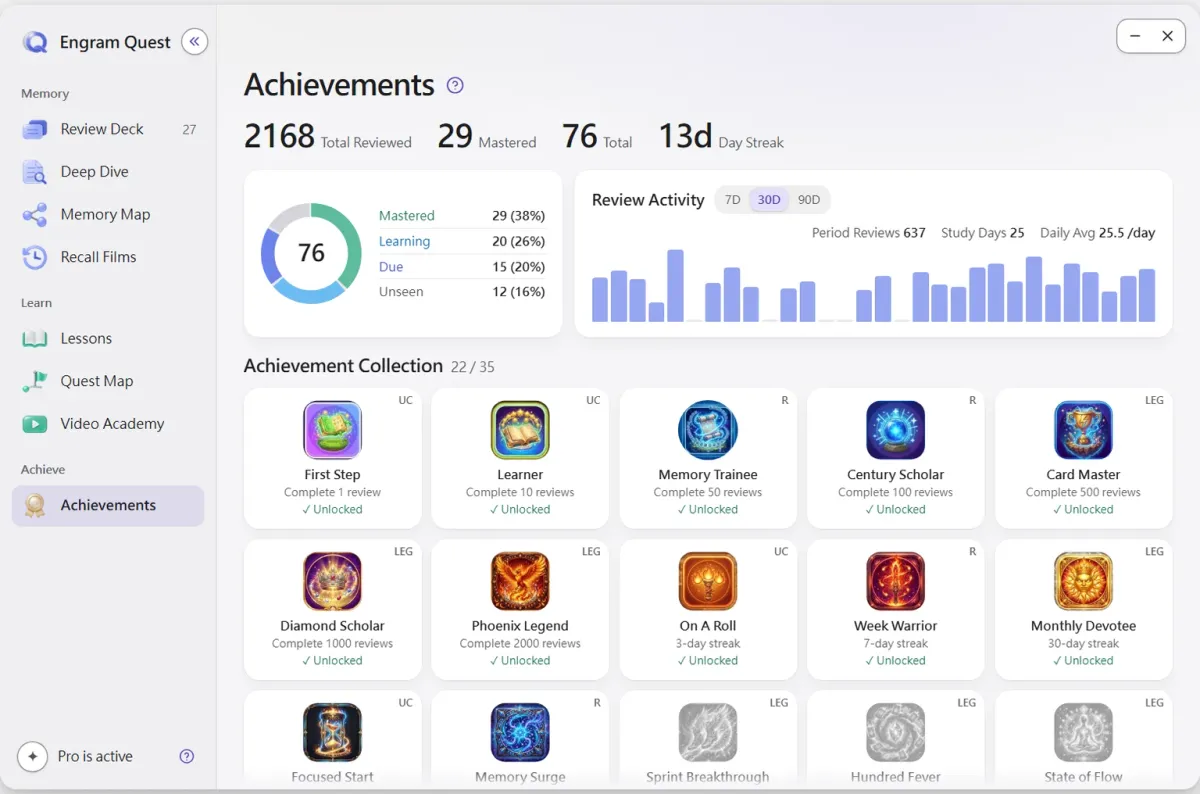 Engram Quest
Memory
Review Deck 27
Deep Dive
Memory Map
Recall Films
Learn
Lessons
Quest Map
Video Academy
Achieve
Achievements
Pro is active
Achievements
2168 Total Reviewed 29 Mastered 76 Total 13d Day Streak
76
Mastered 29 (38%)
Learning 20 (26%)
Due 15 (20%)
Unseen 12 (16%)
Review Activity 7D 30D 90D
Period Reviews 637 Study Days 25 Daily Avg 25.5 /day
Achievement Collection 22 / 35
UC
First Step
Complete 1 review
✓ Unlocked
UC
Learner
Complete 10 reviews
✓ Unlocked
R
Memory Trainee
Complete 50 reviews
✓ Unlocked
R
Century Scholar
Complete 100 reviews
✓ Unlocked
LEG
Card Master
Complete 500 reviews
✓ Unlocked
LEG
Diamond Scholar
Complete 1000 reviews
✓ Unlocked
LEG
Phoenix Legend
Complete 2000 reviews
✓ Unlocked
UC
On A Roll
3-day streak
✓ Unlocked
R
Week Warrior
7-day streak
✓ Unlocked
LEG
Monthly Devotee
30-day streak
✓ Unlocked
UC
Focused Start
R
Memory Surge
LEG
Sprint Breakthrough
LEG
Hundred Fever
LEG
State of Flow